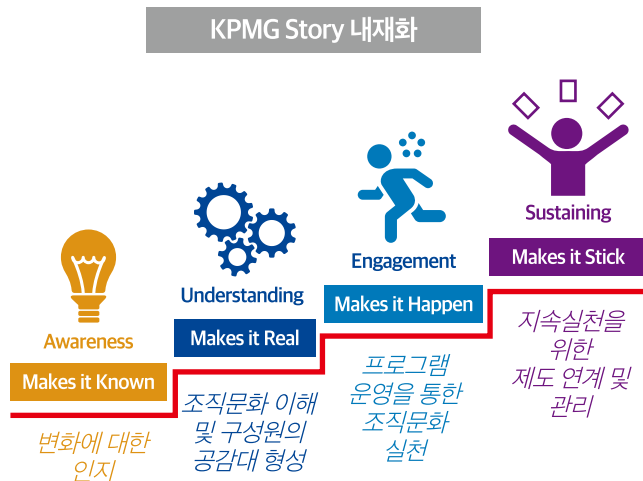 KPMG Story 내재화
Awareness
Makes it Known
변화에 대한
인지
Understanding
Makes it Real
조직문화 이해
및 구성원의
공감대 형성
Engagement
Makes it Happen
프로그램
운영을 통한
조직문화
실천
Sustaining
Makes it Stick
지속실천을
위한
제도 연계 및
관리